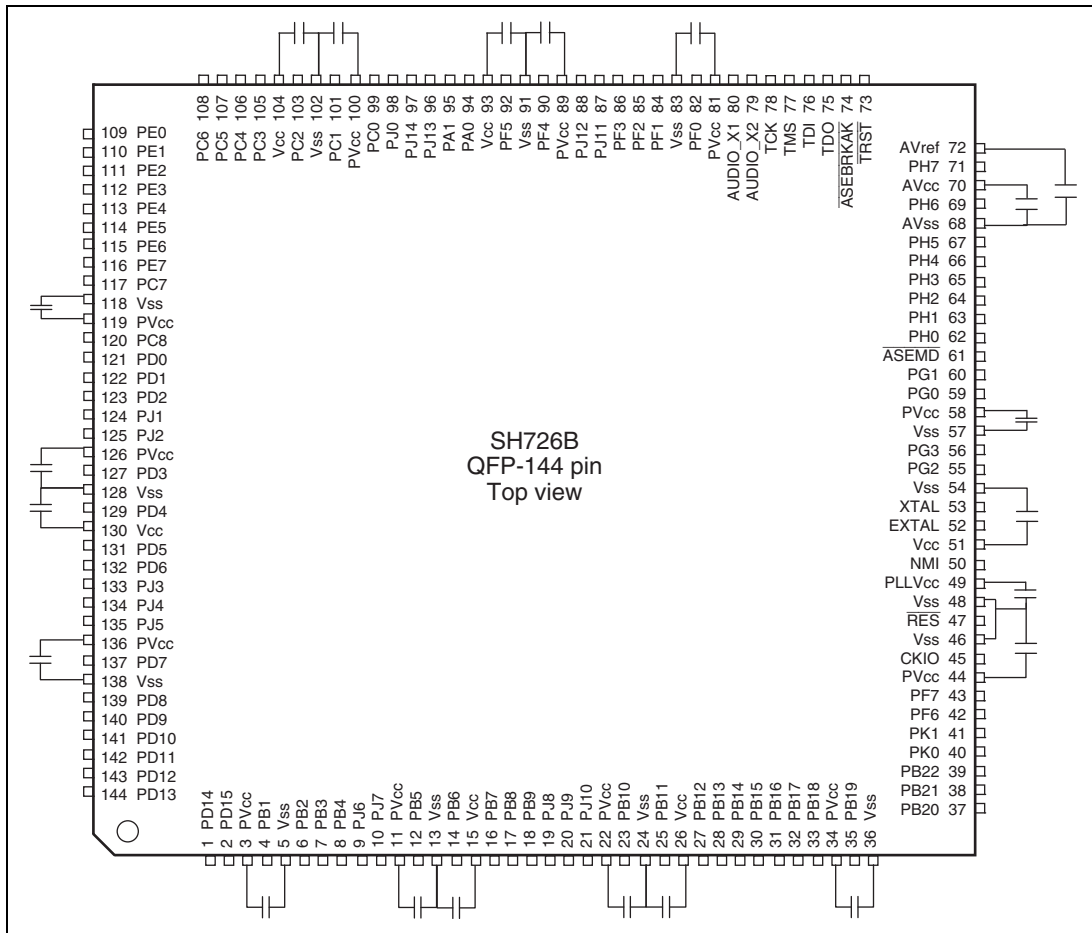 108 PC6
107 PC5
106 PC4
105 PC3
104 Vcc
103 PC2
102 Vss
101 PC1
100 PVcc
99 PC0
98 PJ0
97 PJ14
96 PJ13
95 PA1
94 PA0
93 Vcc
92 PF5
91 Vss
90 PF4
89 PVcc
88 PJ12
87 PJ11
86 PF3
85 PF2
84 PF1
83 Vss
82 PF0
81 PVcc
80 AUDIO_X1
79 AUDIO_X2
78 TCK
77 TMS
76 TDI
75 TDO
74 ASEBRKAK
73 TRST
109 PE0
110 PE1
111 PE2
112 PE3
113 PE4
114 PE5
115 PE6
116 PE7
117 PC7
118 Vss
119 PVcc
120 PC8
121 PD0
122 PD1
123 PD2
124 PJ1
125 PJ2
126 PVcc
127 PD3
128 Vss
129 PD4
130 Vcc
131 PD5
132 PD6
133 PJ3
134 PJ4
135 PJ5
136 PVcc
137 PD7
138 Vss
139 PD8
140 PD9
141 PD10
142 PD11
143 PD12
144 PD13
SH726B
QFP-144 pin
Top view
AVref 72
PH7 71
AVcc 70
PH6 69
AVss 68
PH5 67
PH4 66
PH3 65
PH2 64
PH1 63
PH0 62
ASEMD 61
PG1 60
PG0 59
PVcc 58
Vss 57
PG3 56
PG2 55
Vss 54
XTAL 53
EXTAL 52
Vcc 51
NMI 50
PLLVcc 49
Vss 48
RES 47
Vss 46
CKIO 45
PVcc 44
PF7 43
PF6 42
PK1 41
PK0 40
PB22 39
PB21 38
PB20 37
1 PD14
2 PD15
3 PVcc
4 PB1
5 Vss
6 PB2
7 PB3
8 PB4
9 PJ6
10 PJ7
11 PVcc
12 PB5
13 Vss
14 PB6
15 Vcc
16 PB7
17 PB8
18 PB9
19 PJ8
20 PJ9
21 PJ10
22 PVcc
23 PB10
24 Vss
25 PB11
26 Vcc
27 PB12
28 PB13
29 PB14
30 PB15
31 PB16
32 PB17
33 PB18
34 PVcc
35 PB19
36 Vss